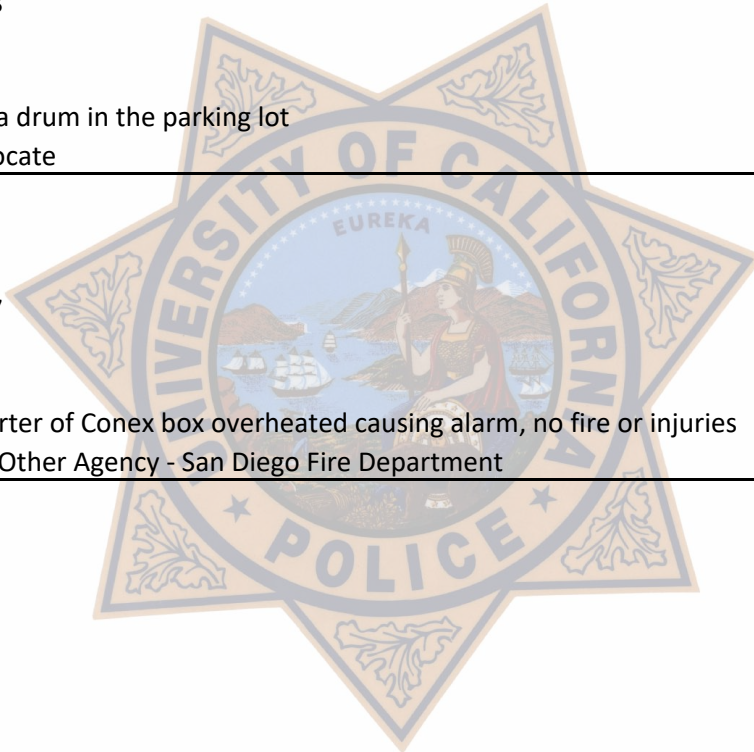 a drum in the parking lot
ocate
UNIVERSITY OF CALIFORNIA
EUREKA
rter of Conex box overheated causing alarm, no fire or injuries
Other Agency - San Diego Fire Department
POLICE